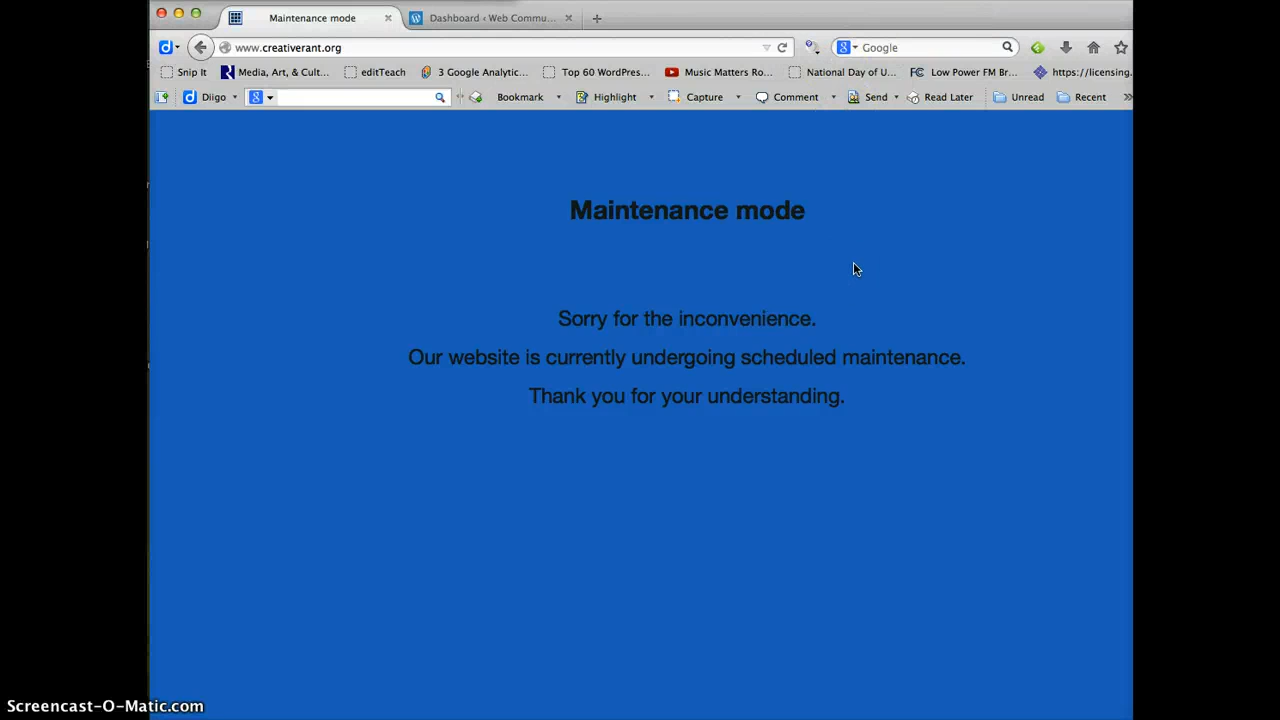 Maintenance mode
Dashboard ‹ Web Commu...
www.creativerant.org
Google
Snip It
Media, Art, & Cult...
editTeach
3 Google Analytic...
Top 60 WordPres...
Music Matters Ro...
National Day of U...
Low Power FM Br...
https://licensing.
Diigo
Bookmark
Highlight
Capture
Comment
Send
Read Later
Unread
Recent
Maintenance mode
Sorry for the inconvenience.
Our website is currently undergoing scheduled maintenance.
Thank you for your understanding.
Screencast-O-Matic.com